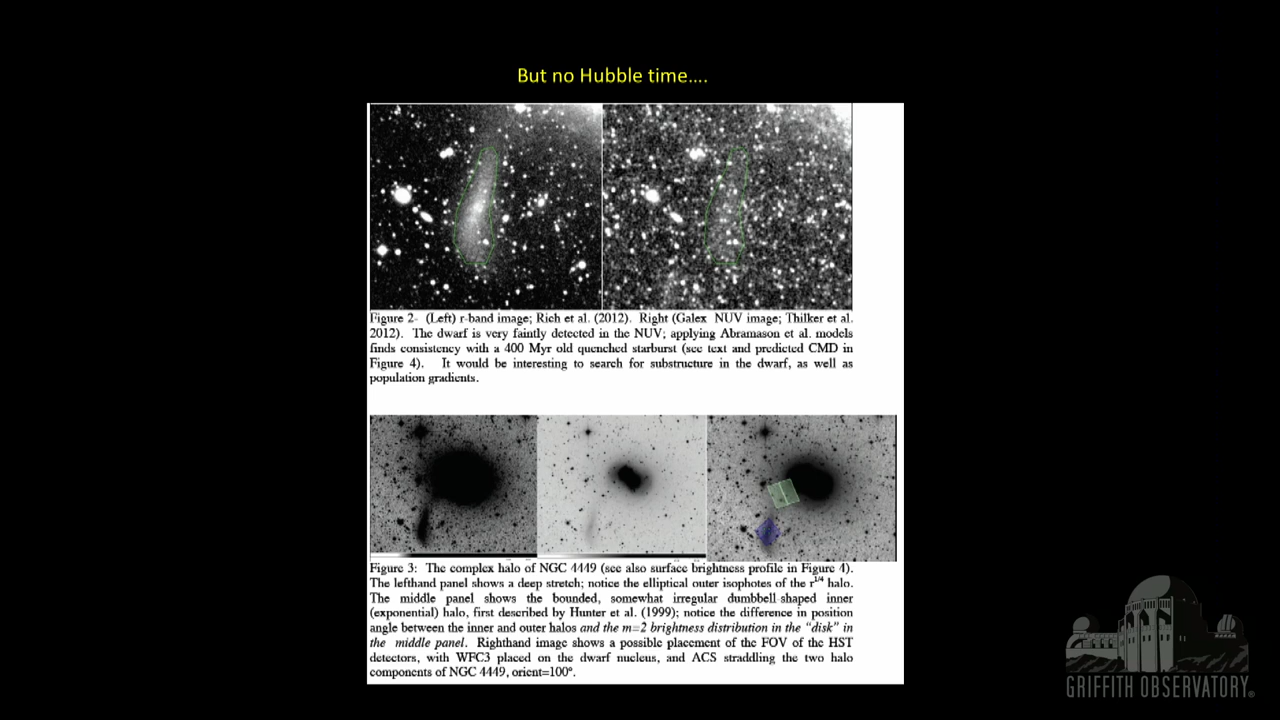 But no Hubble time....
Figure 2- (Left) r-band image; Rich et al. (2012). Right (Galex NUV image; Thilker et al.
2012). The dwarf is very faintly detected in the NUV; applying Abramason et al. models
finds consistency with a 400 Myr old quenched starburst (see text and predicted CMD in
Figure 4). It would be interesting to search for substructure in the dwarf, as well as
population gradients.
Figure 3: The complex halo of NGC 4449 (see also surface brightness profile in Figure 4).
The lefthand panel shows a deep stretch; notice the elliptical outer isophotes of the r^1/4 halo.
The middle panel shows the bounded, somewhat irregular dumbbell-shaped inner
(exponential) halo, first described by Hunter et al. (1999); notice the difference in position
angle between the inner and outer halos and the m=2 brightness distribution in the "disk" in
the middle panel. Righthand image shows a possible placement of the FOV of the HST
detectors, with WFC3 placed on the dwarf nucleus, and ACS straddling the two halo
components of NGC 4449, orient=100°.
GRIFFITH OBSERVATORY®